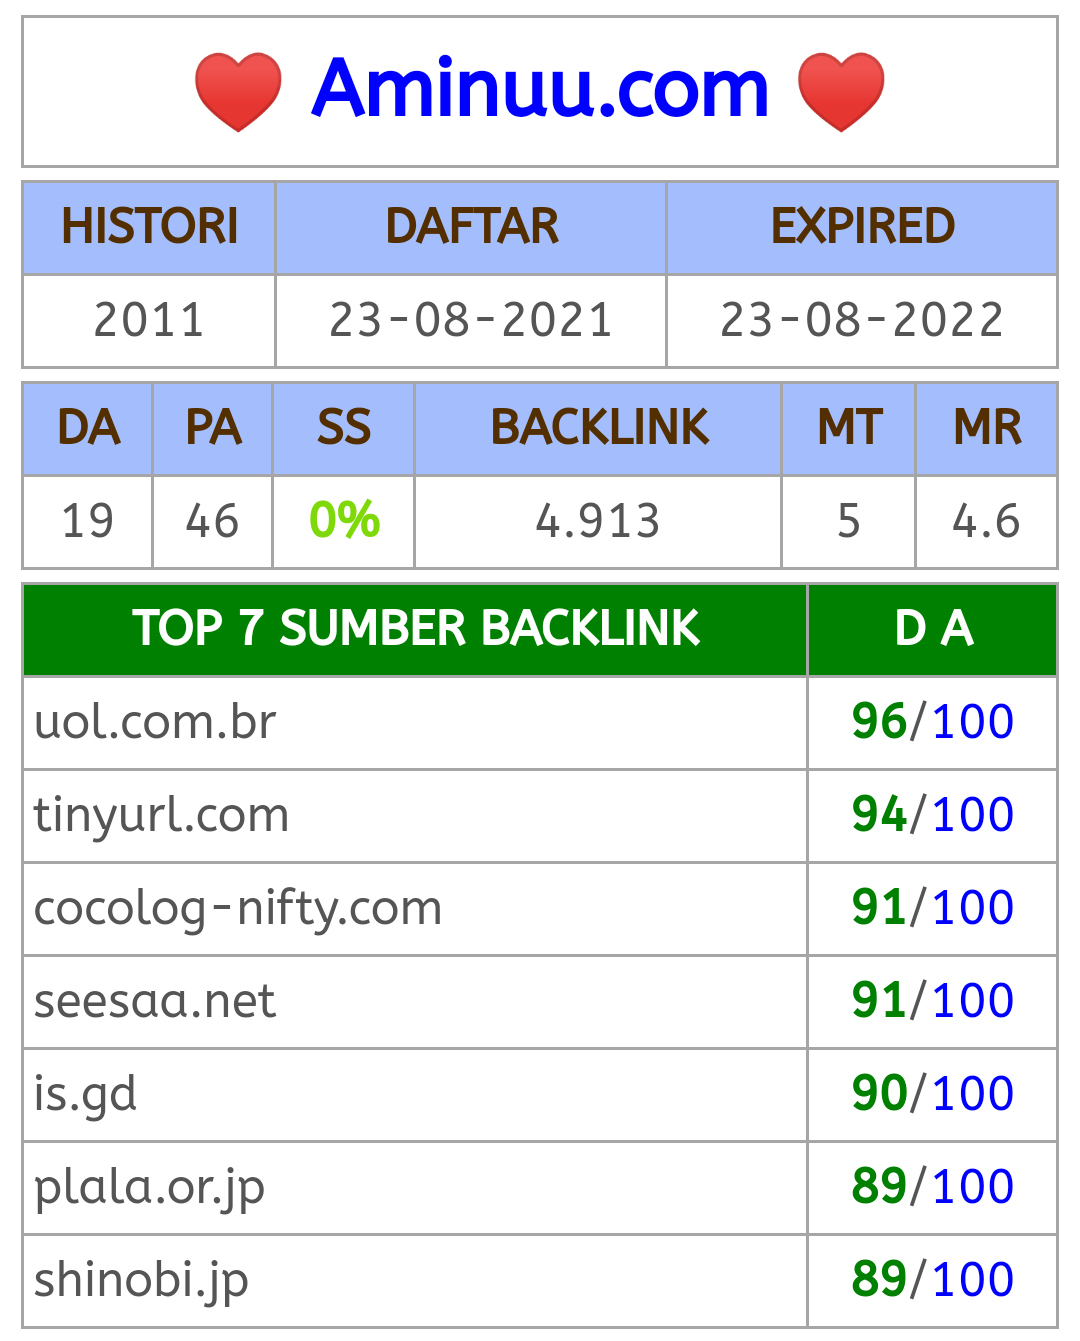 ❤️ Aminuu.com ❤️
HISTORI DAFTAR EXPIRED
2011 23-08-2021 23-08-2022
DA PA SS BACKLINK MT MR
19 46 0% 4.913 5 4.6
TOP 7 SUMBER BACKLINK D A
uol.com.br 96/100
tinyurl.com 94/100
cocolog-nifty.com 91/100
seesaa.net 91/100
is.gd 90/100
plala.or.jp 89/100
shinobi.jp 89/100